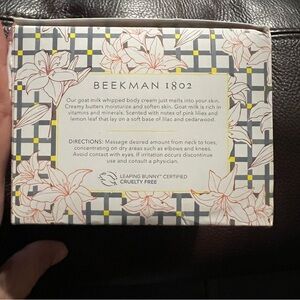 BEEKMAN 1802
Our goat milk whipped body cream just melts into your skin.
Creamy butters moisturize and soften skin. Goat milk is rich in
vitamins and minerals. Scented with notes of pink lilies and
lemon leaf that lay on a soft base of lilac and cedarwood.
DIRECTIONS: Massage desired amount from neck to toes,
concentrating on dry areas such as elbows and knees.
Avoid contact with eyes. If irritation occurs discontinue
use and consult a physician.
LEAPING BUNNY™ CERTIFIED
CRUELTY FREE